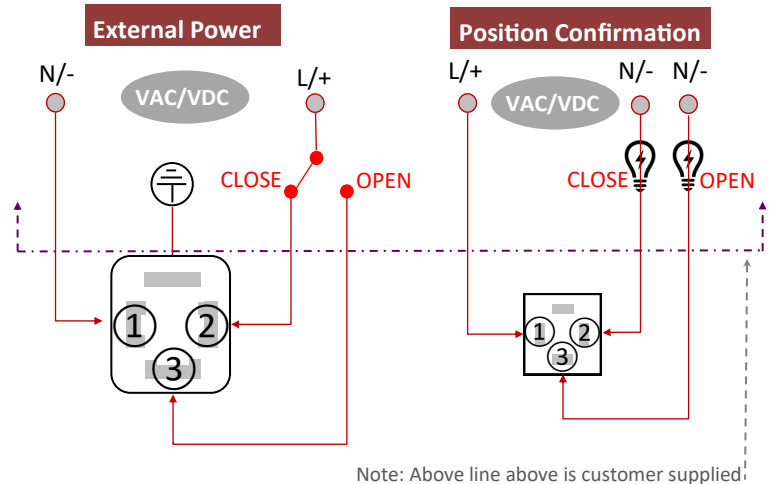 External Power
Position Confirmation
N/-
VAC/VDC
L/+
L/+
VAC/VDC
N/-
N/-
CLOSE
OPEN
CLOSE
OPEN
1
2
3
1
2
3
Note: Above line above is customer supplied